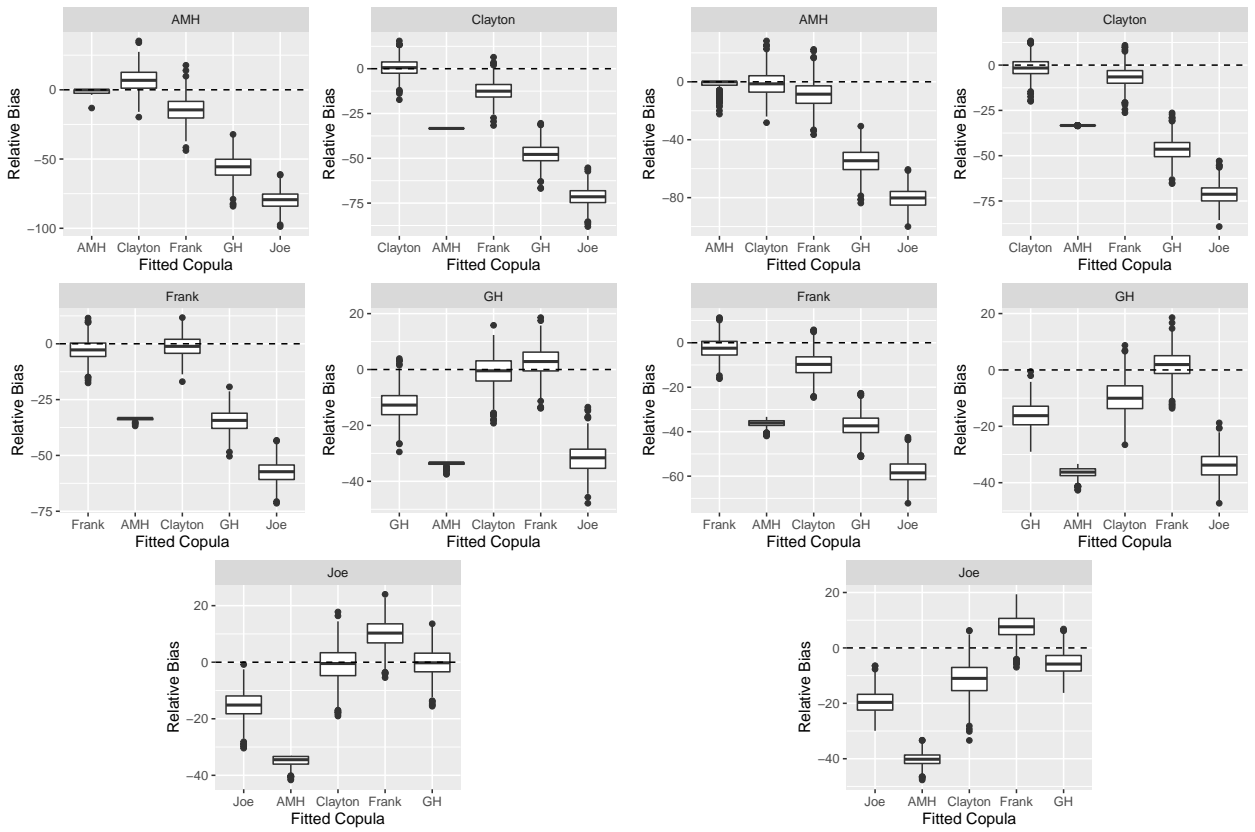 AMH
Clayton
AMH
Clayton
Relative Bias
0
−50
−100
AMH Clayton Frank GH Joe
Fitted Copula
Relative Bias
0
−25
−50
−75
Clayton AMH Frank GH Joe
Fitted Copula
Relative Bias
0
−40
−80
AMH Clayton Frank GH Joe
Fitted Copula
Relative Bias
0
−25
−50
−75
Clayton AMH Frank GH Joe
Fitted Copula
Frank
GH
Frank
GH
Relative Bias
0
−25
−50
−75
Frank AMH Clayton GH Joe
Fitted Copula
Relative Bias
20
0
−20
−40
GH AMH Clayton Frank Joe
Fitted Copula
Relative Bias
0
−20
−40
−60
Frank AMH Clayton GH Joe
Fitted Copula
Relative Bias
20
0
−20
−40
GH AMH Clayton Frank Joe
Fitted Copula
Joe
Joe
Relative Bias
20
0
−20
−40
Joe AMH Clayton Frank GH
Fitted Copula
Relative Bias
20
0
−20
−40
Joe AMH Clayton Frank GH
Fitted Copula